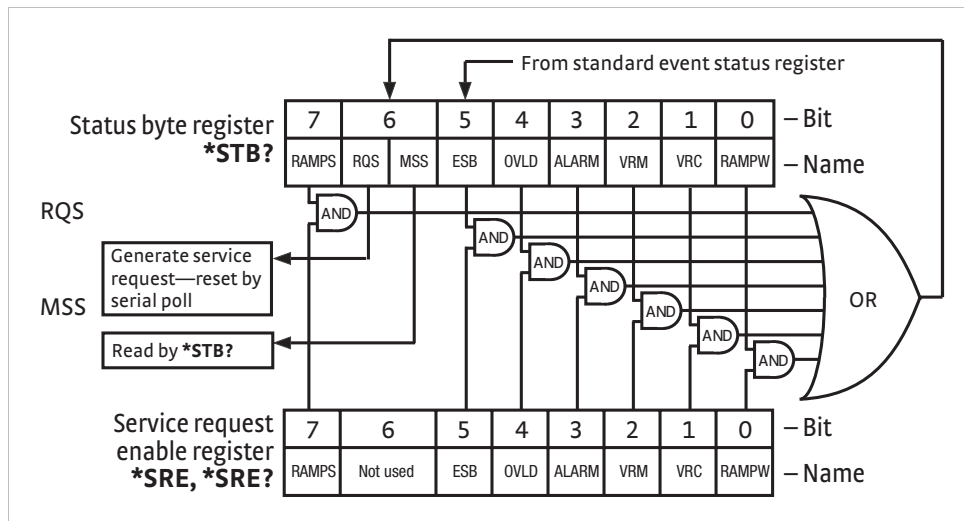 From standard event status register
Status byte register
*STB?
7 6 5 4 3 2 1 0
– Bit
RAMPS RQS MSS ESB OVLD ALARM VRM VRC RAMPW
– Name
RQS
AND
AND
AND
AND
AND
AND
AND
OR
Generate service
request—reset by
serial poll
MSS
Read by *STB?
Service request
enable register
*SRE, *SRE?
7 6 5 4 3 2 1 0
– Bit
RAMPS Not used ESB OVLD ALARM VRM VRC RAMPW
– Name